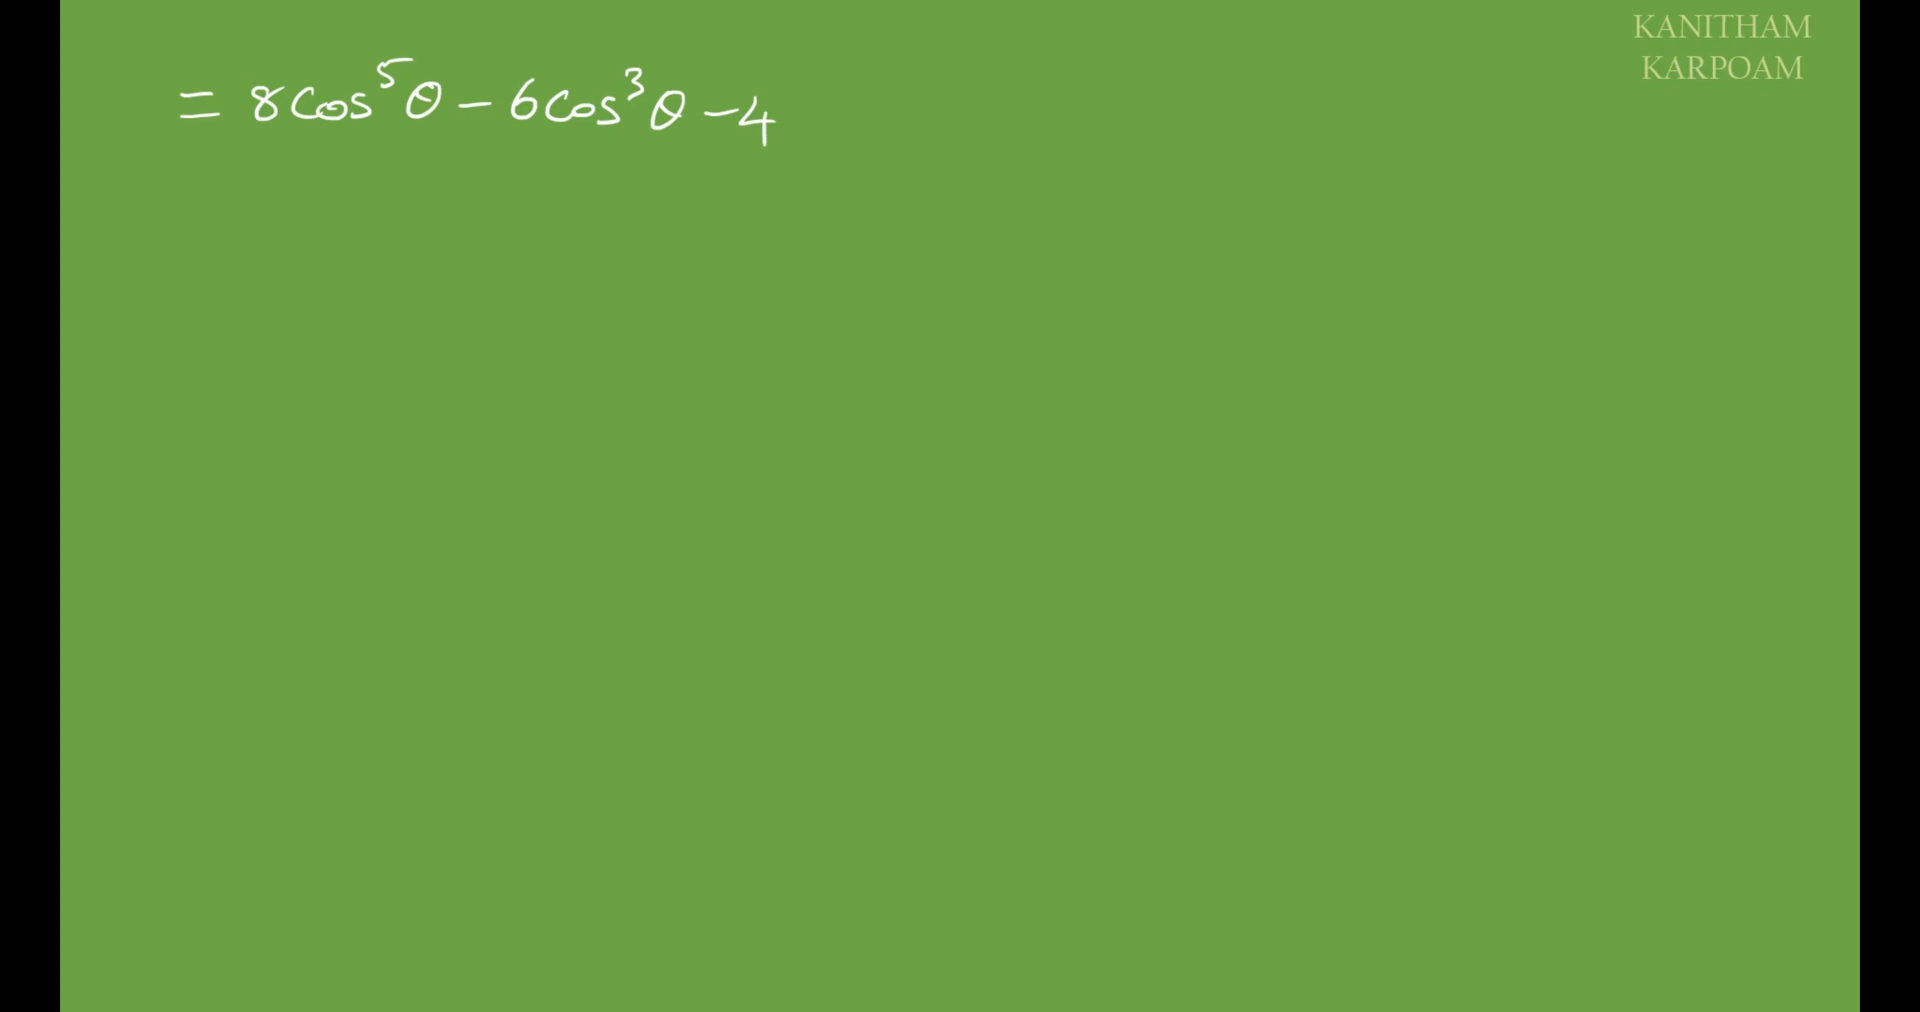 KANITHAM
KARPOAM
= 8cos⁵θ - 6cos³θ - 4